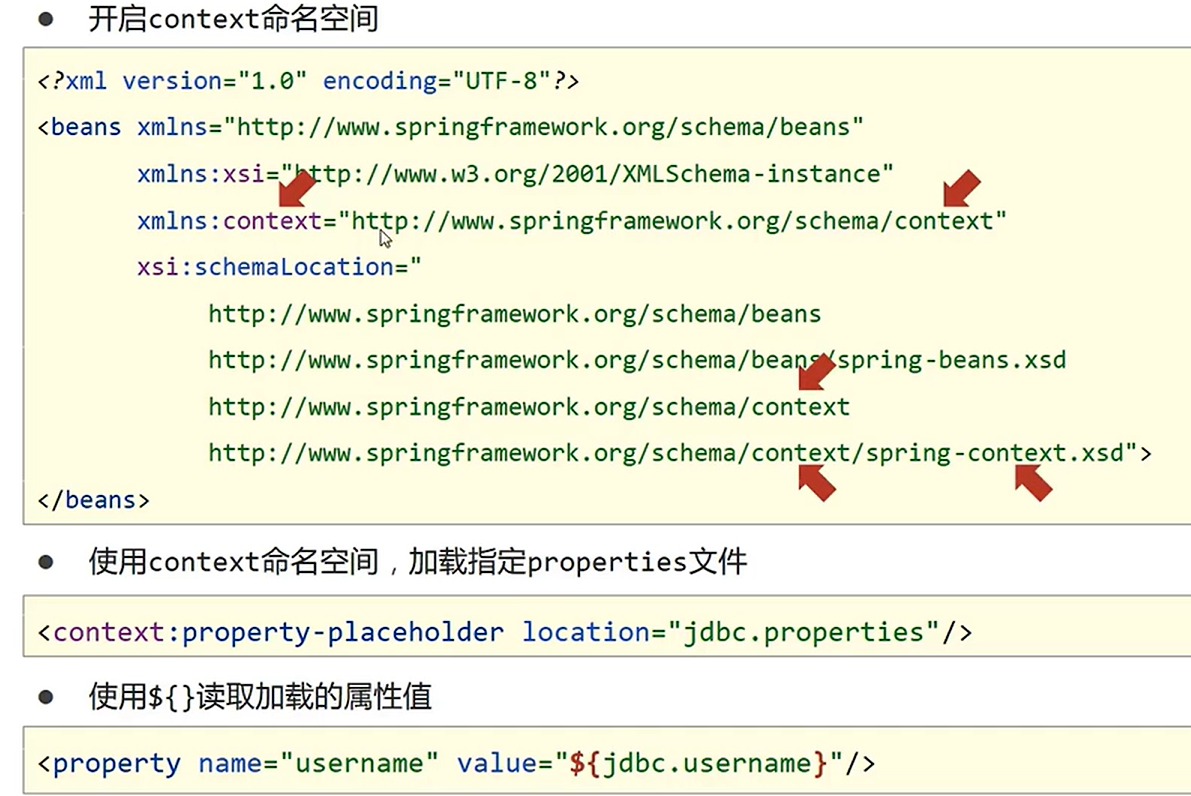 ● 开启context命名空间
<?xml version="1.0" encoding="UTF-8"?>
<beans xmlns="http://www.springframework.org/schema/beans"
xmlns:xsi="http://www.w3.org/2001/XMLSchema-instance"
xmlns:context="http://www.springframework.org/schema/context"
xsi:schemaLocation="
http://www.springframework.org/schema/beans
http://www.springframework.org/schema/beans/spring-beans.xsd
http://www.springframework.org/schema/context
http://www.springframework.org/schema/context/spring-context.xsd">
</beans>
● 使用context命名空间，加载指定properties文件
<context:property-placeholder location="jdbc.properties"/>
● 使用${}读取加载的属性值
<property name="username" value="${jdbc.username}"/>